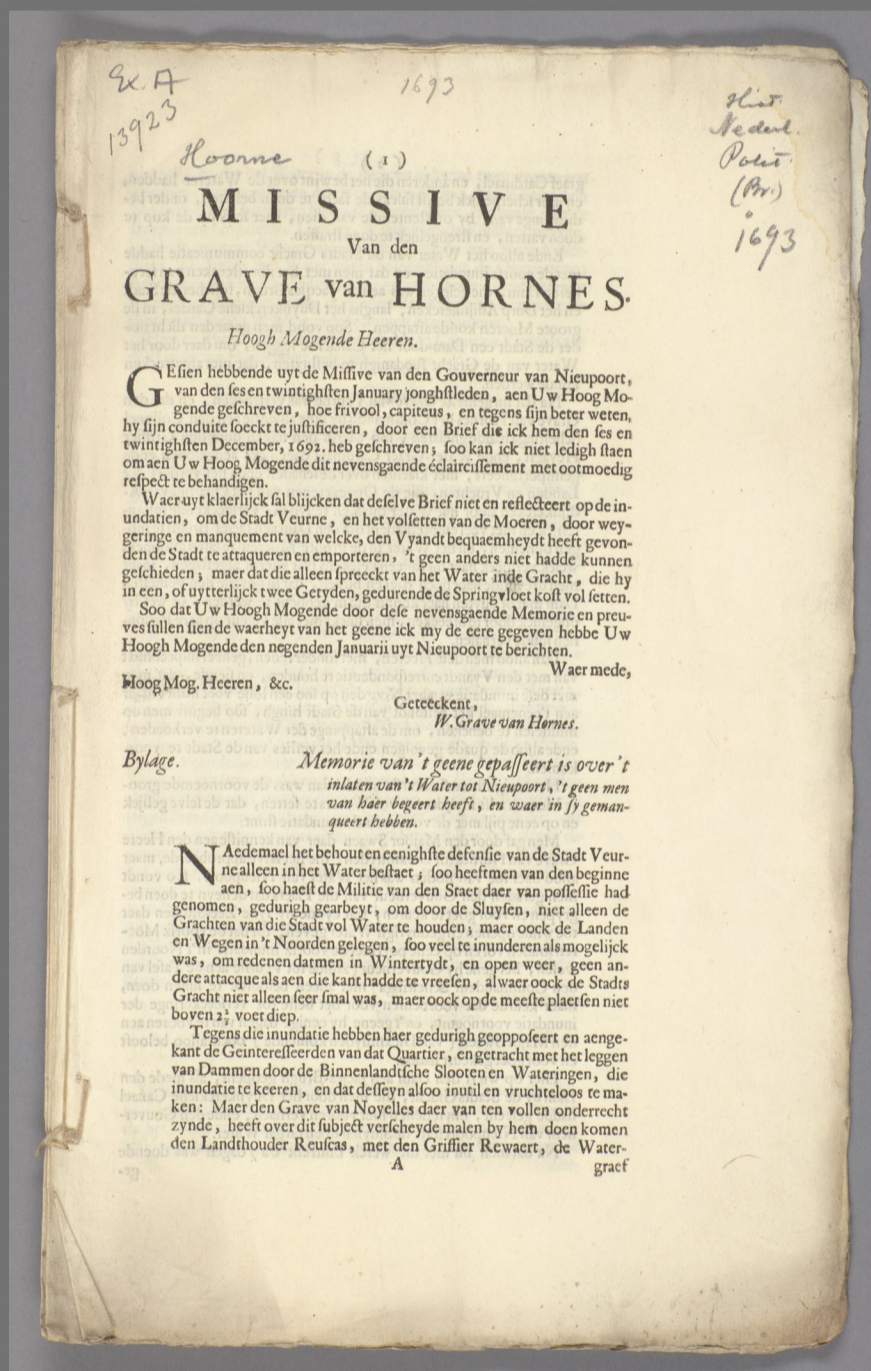 Ex. A
13923
1693
Hist.
Nederl.
Polit.
(Br.)
1693
Hoorne
(1)
MISSIVE
Van den
GRAVE van HORNES.
Hoogh Mogende Heeren.
GEſien hebbende uyt de Miſſive van den Gouverneur van Nieupoort,
van den ſes en twintighſten January jonghſtleden, aen Uw Hoog Mo-
gende geſchreven, hoe frivool, capiteus, en tegens ſijn beter weten,
hy ſijn conduite ſoeckt te juſtificeren, door een Brief die ick hem den ſes en
twintighſten December, 1692. heb geſchreven; ſoo kan ick niet ledigh ſtaen
om aen Uw Hoog Mogende dit nevensgaende éclairciſſement met ootmoedig
reſpect te behandigen.
Waer uyt klaerlijck ſal blijcken dat deſelve Brief niet en reflecteert op de in-
undatien, om de Stadt Veurne, en het volſetten van de Moeren, door wey-
geringe en manquement van welcke, den Vyandt bequaemheydt heeft gevon-
den de Stadt te attaqueren en emporteren, 't geen anders niet hadde kunnen
geſchieden; maer dat die alleen ſpreeckt van het Water inde Gracht, die hy
in een, of uytterlijck twee Getyden, gedurende de Springvloet koſt vol ſetten.
Soo dat Uw Hoogh Mogende door deſe nevensgaende Memorie en preu-
ves ſullen ſien de waerheyt van het geene ick my de eere gegeven hebbe Uw
Hoogh Mogende den negenden Januarii uyt Nieupoort te berichten.
Waer mede,
Hoog Mog. Heeren, &c.
Geteeckent,
W. Grave van Hornes.
Bylage. Memorie van 't geene gepaſſeert is over 't
inlaten van 't Water tot Nieupoort, 't geen men
van haer begeert heeft, en waer in ſy geman-
queert hebben.
NAedemael het behout en eenighſte defenſie van de Stadt Veur-
ne alleen in het Water beſtaet; ſoo heeft men van den beginne
aen, ſoo haeſt de Militie van den Staet daer van poſſeſſie had
genomen, gedurigh gearbeyt, om door de Sluyſen, niet alleen de
Grachten van die Stadt vol Water te houden; maer oock de Landen
en Wegen in 't Noorden gelegen, ſoo veel te inunderen als mogelijck
was, om redenen datmen in Wintertydt, en open weer, geen an-
dere attacque als aen die kant hadde te vreeſen, alwaer oock de Stadts
Gracht niet alleen ſeer ſmal was, maer oock op de meeſte plaetſen niet
boven 2 voet diep.
Tegens die inundatie hebben haer gedurigh geoppoſeert en aenge-
kant de Geintereſſeerden van dat Quartier, en getracht met het leggen
van Dammen door de Binnenlandtſche Slooten en Wateringen, die
inundatie te keeren, en dat deſſeyn alſoo inutil en vruchteloos te ma-
ken: Maer den Grave van Noyelles daer van ten vollen onderrecht
zynde, heeft over dit ſubject verſcheyde malen by hem doen komen
den Landthouder Reuſcas, met den Griffier Rewaert, de Water-
A graef